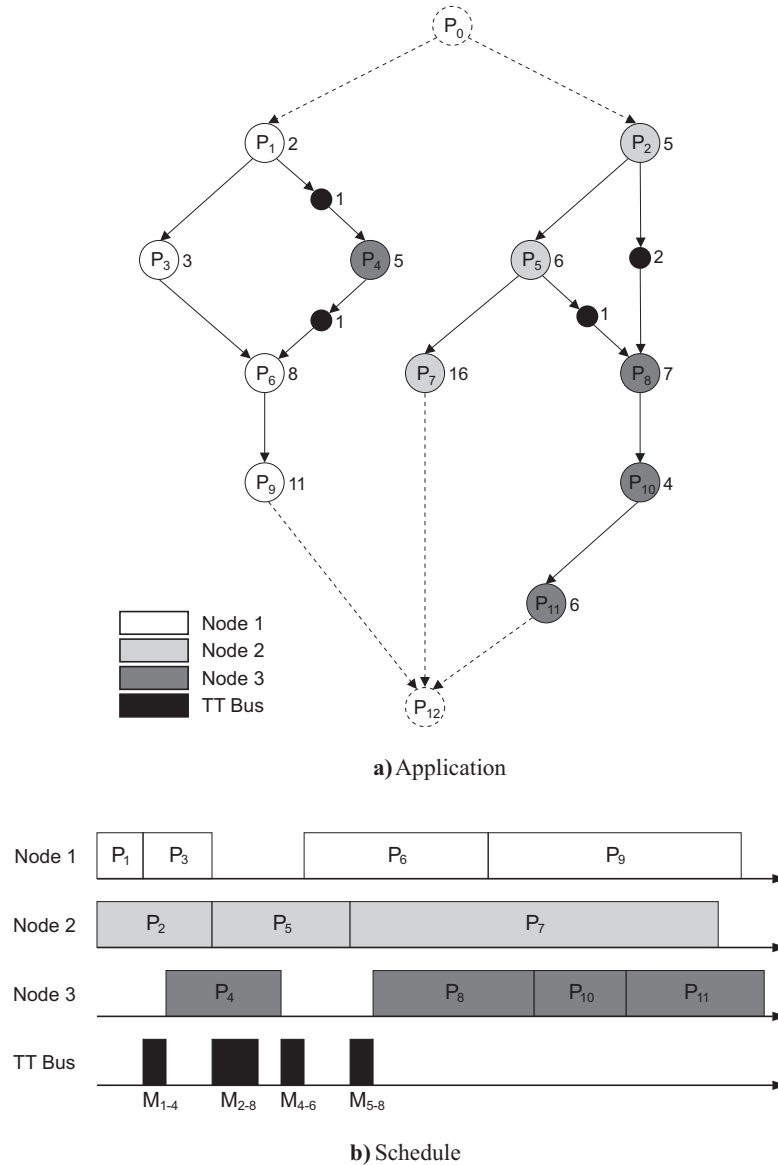 P0
P1 2
P2 5
1
P3 3
P4 5
P5 6
2
1
1
P6 8
P7 16
P8 7
P9 11
P10 4
P11 6
Node 1
Node 2
Node 3
TT Bus
P12
a) Application
Node 1 P1 P3 P6 P9
Node 2 P2 P5 P7
Node 3 P4 P8 P10 P11
TT Bus
M1-4 M2-8 M4-6 M5-8
b) Schedule